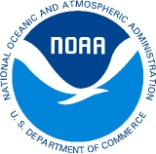 NATIONAL OCEANIC AND ATMOSPHERIC ADMINISTRATION
NOAA
U.S. DEPARTMENT OF COMMERCE